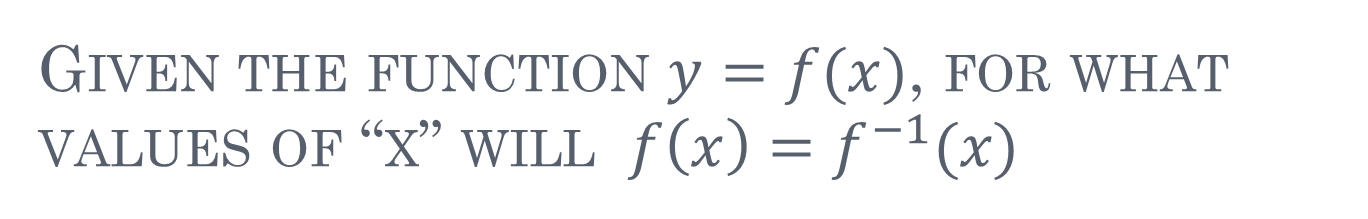 Given the function y = f(x), for what
values of “x” will f(x) = f⁻¹(x)